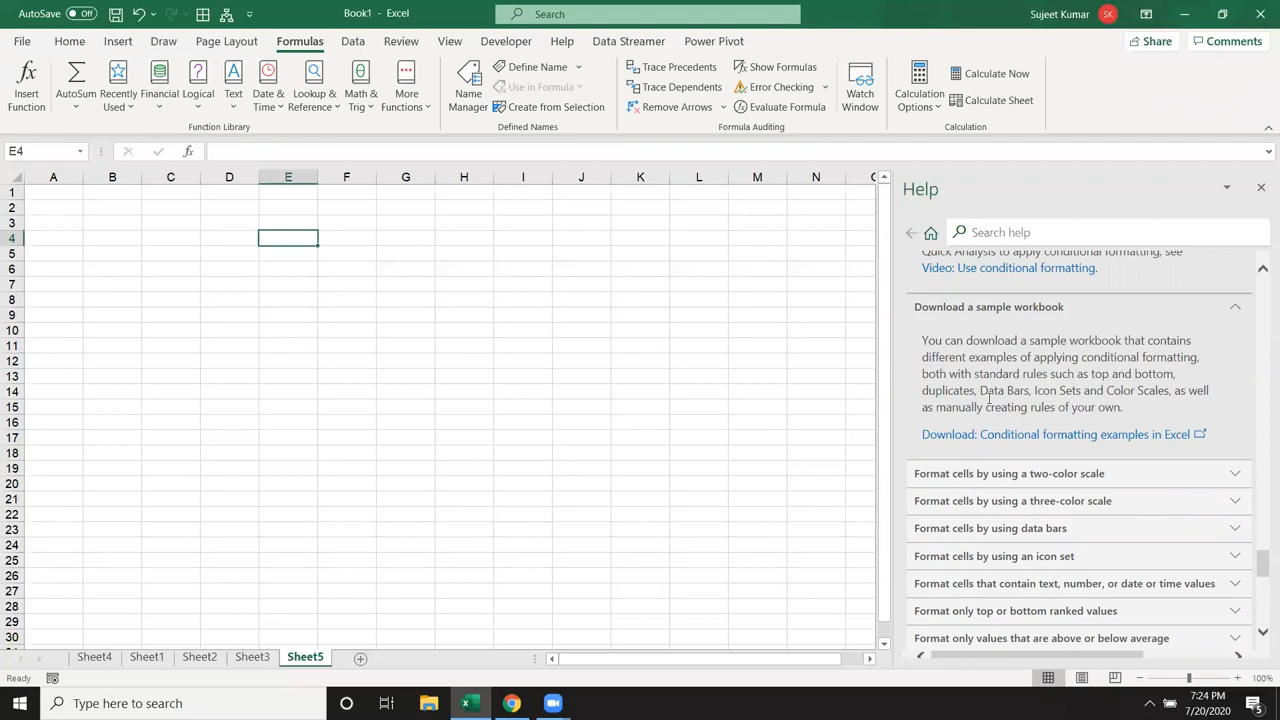 AutoSave Off Book1 - Excel Search Sujeet Kumar SK
File Home Insert Draw Page Layout Formulas Data Review View Developer Help Data Streamer Power Pivot Share Comments
Insert Function AutoSum Recently Used Financial Logical Text Date & Time Lookup & Reference Math & Trig More Functions
Function Library
Name Manager Define Name Use in Formula Create from Selection
Defined Names
Trace Precedents Trace Dependents Remove Arrows Show Formulas Error Checking Evaluate Formula Watch Window
Formula Auditing
Calculation Options Calculate Now Calculate Sheet
Calculation
E4 fx
A B C D E F G H I J K L M N
1
2
3
4
5
6
7
8
9
10
11
12
13
14
15
16
17
18
19
20
21
22
23
24
25
26
27
28
29
30
Help
Search help
Quick Analysis to apply conditional formatting, see
Video: Use conditional formatting.
Download a sample workbook
You can download a sample workbook that contains
different examples of applying conditional formatting,
both with standard rules such as top and bottom,
duplicates, Data Bars, Icon Sets and Color Scales, as well
as manually creating rules of your own.
Download: Conditional formatting examples in Excel
Format cells by using a two-color scale
Format cells by using a three-color scale
Format cells by using data bars
Format cells by using an icon set
Format cells that contain text, number, or date or time values
Format only top or bottom ranked values
Format only values that are above or below average
Sheet4 Sheet1 Sheet2 Sheet3 Sheet5
Ready 100%
Type here to search
7:24 PM
7/20/2020
5